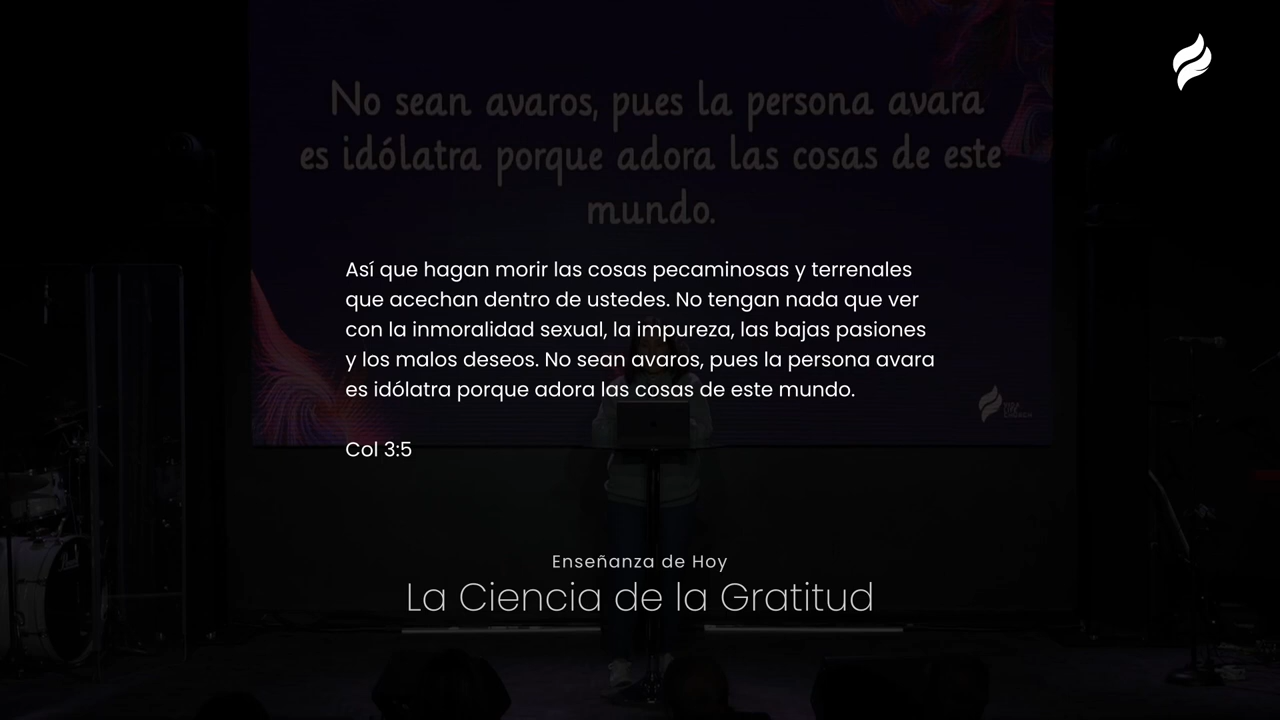 No sean avaros, pues la persona avara
es idólatra porque adora las cosas de este
mundo.
Así que hagan morir las cosas pecaminosas y terrenales
que acechan dentro de ustedes. No tengan nada que ver
con la inmoralidad sexual, la impureza, las bajas pasiones
y los malos deseos. No sean avaros, pues la persona avara
es idólatra porque adora las cosas de este mundo.
Col 3:5
Enseñanza de Hoy
La Ciencia de la Gratitud